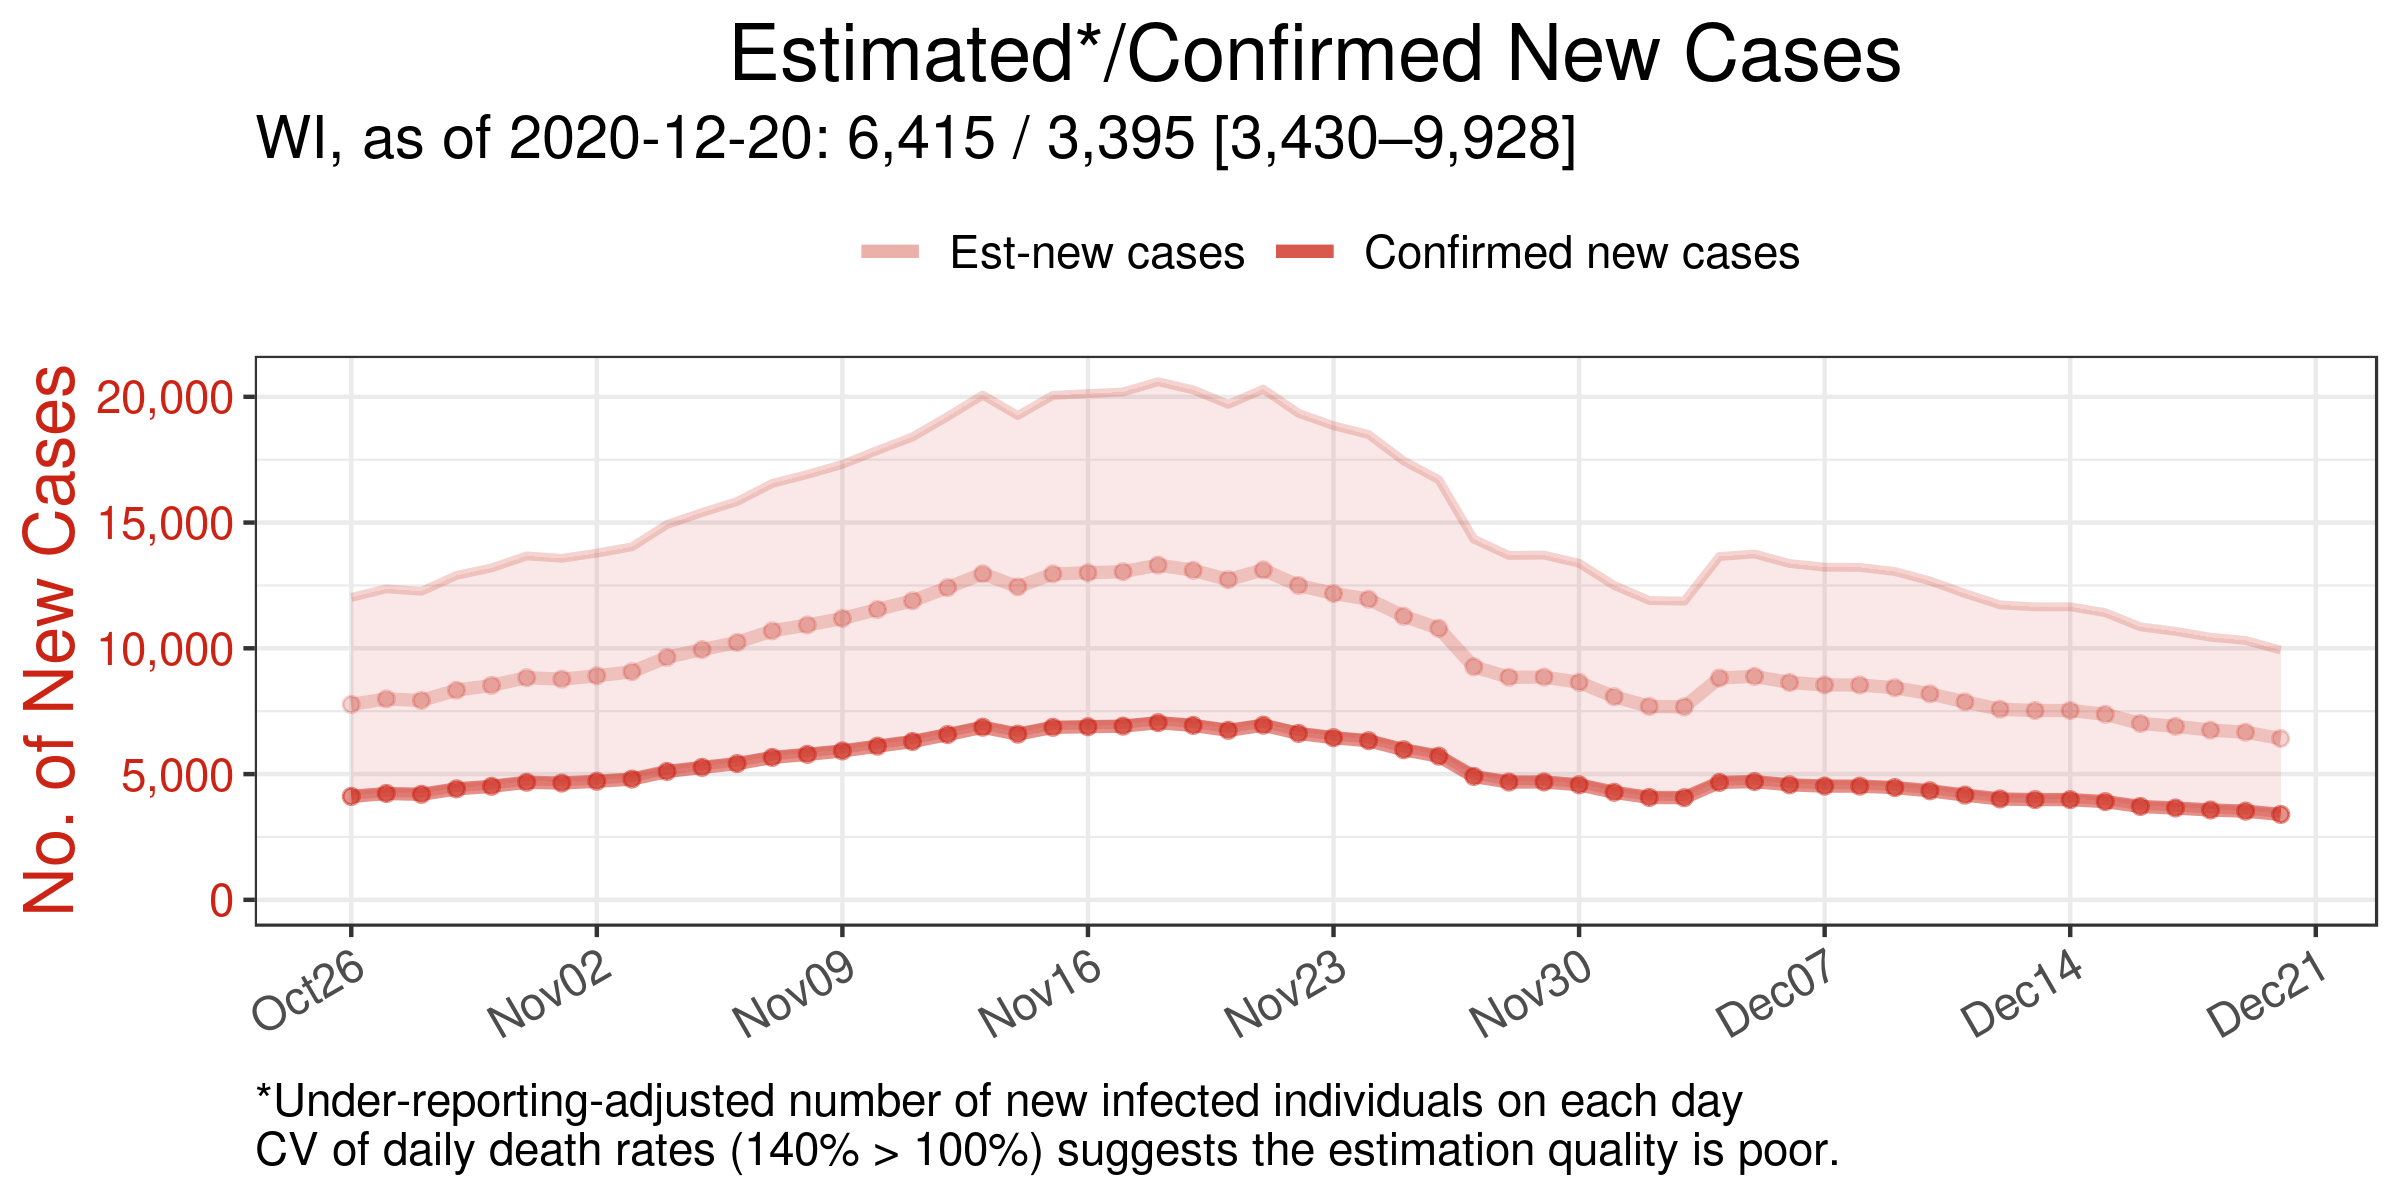 Estimated*/Confirmed New Cases
WI, as of 2020-12-20: 6,415 / 3,395 [3,430–9,928]
Est-new cases
Confirmed new cases
No. of New Cases
20,000
15,000
10,000
5,000
0
Oct26
Nov02
Nov09
Nov16
Nov23
Nov30
Dec07
Dec14
Dec21
*Under-reporting-adjusted number of new infected individuals on each day
CV of daily death rates (140% > 100%) suggests the estimation quality is poor.